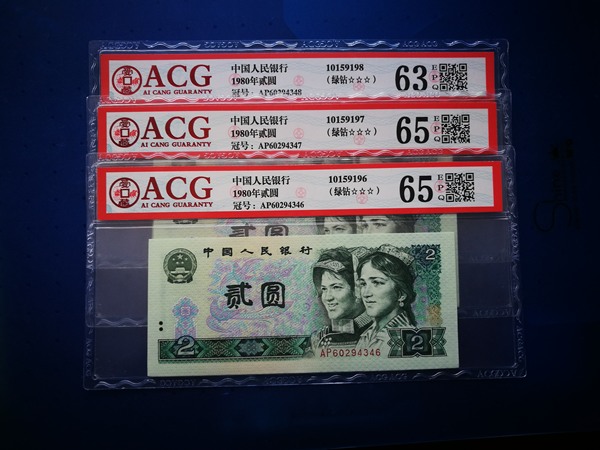 ACG
AI CANG GUARANTY
中国人民银行
1980年贰圆
冠号: AP60294348
10159198
(绿钻☆☆☆)
63
EPQ
ACG
AI CANG GUARANTY
中国人民银行
1980年贰圆
冠号: AP60294347
10159197
(绿钻☆☆☆)
65
EPQ
ACG
AI CANG GUARANTY
中国人民银行
1980年贰圆
冠号: AP60294346
10159196
(绿钻☆☆☆)
65
EPQ
中国人民银行
贰圆
2
AP60294346
2
2